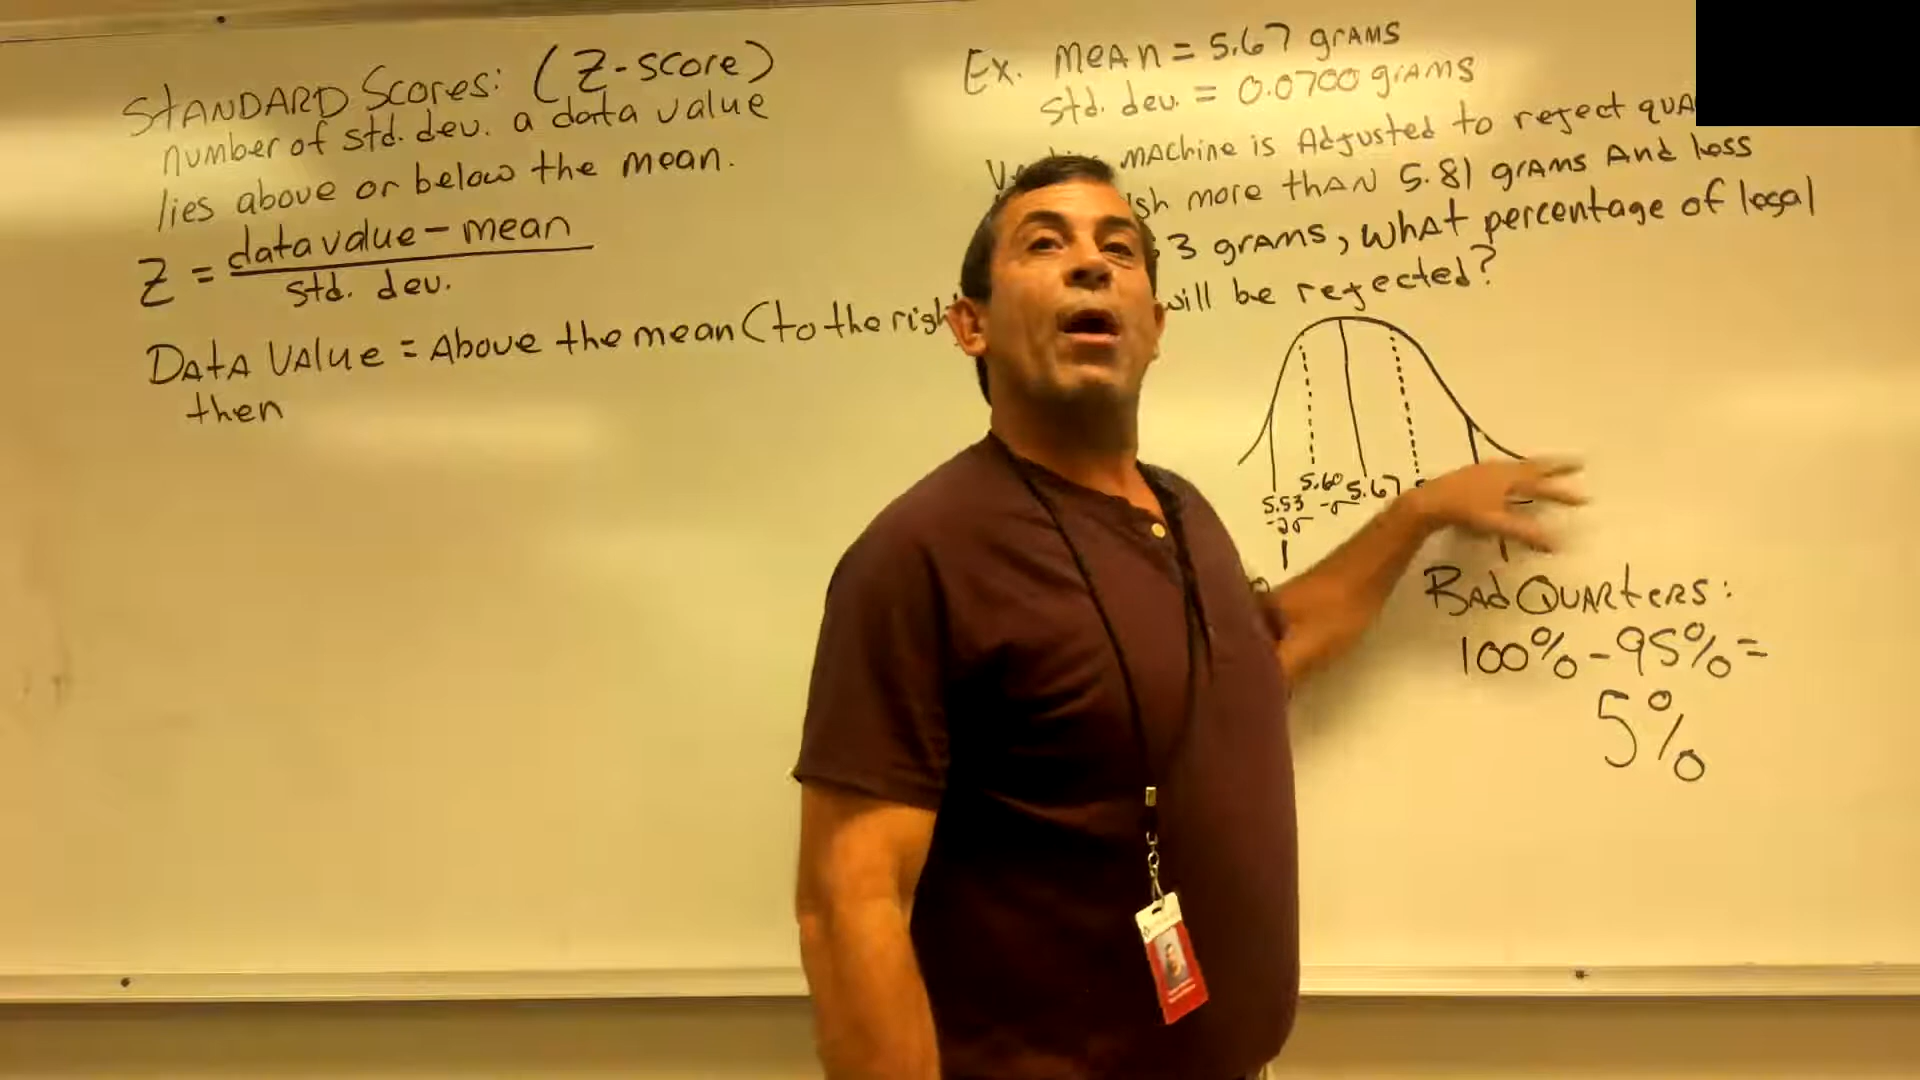 STANDARD Scores: (Z-score)
number of std. dev. a data value
lies above or below the mean.
Z = data value - mean
std. dev.
DATA VALUE = Above the mean (to the righ
then
Ex. mean = 5.67 grams
std. dev. = 0.0700 grams
machine is Adjusted to reject qua
sh more than 5.81 grams And less
3 grams, what percentage of legal
will be rejected?
5.53 5.60 5.67 5
-2σ -σ
Bad Quarters:
100% - 95% =
5%